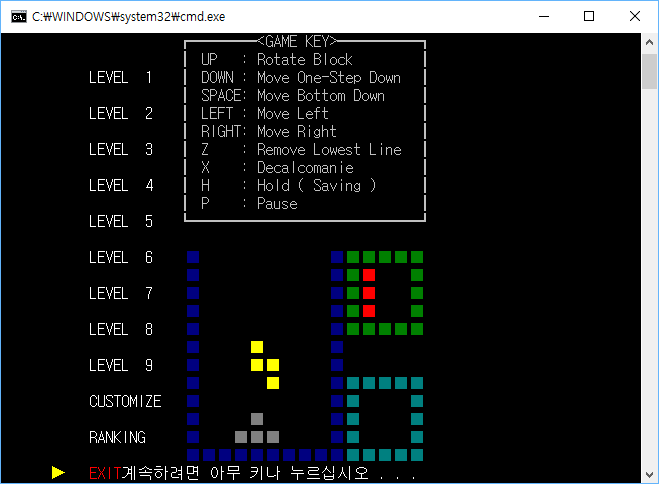 C:₩WINDOWS₩system32₩cmd.exe
<GAME KEY>
UP : Rotate Block
DOWN : Move One-Step Down
SPACE: Move Bottom Down
LEFT : Move Left
RIGHT: Move Right
Z : Remove Lowest Line
X : Decalcomanie
H : Hold ( Saving )
P : Pause
LEVEL 1
LEVEL 2
LEVEL 3
LEVEL 4
LEVEL 5
LEVEL 6
LEVEL 7
LEVEL 8
LEVEL 9
CUSTOMIZE
RANKING
EXIT계속하려면 아무 키나 누르십시오 . . .